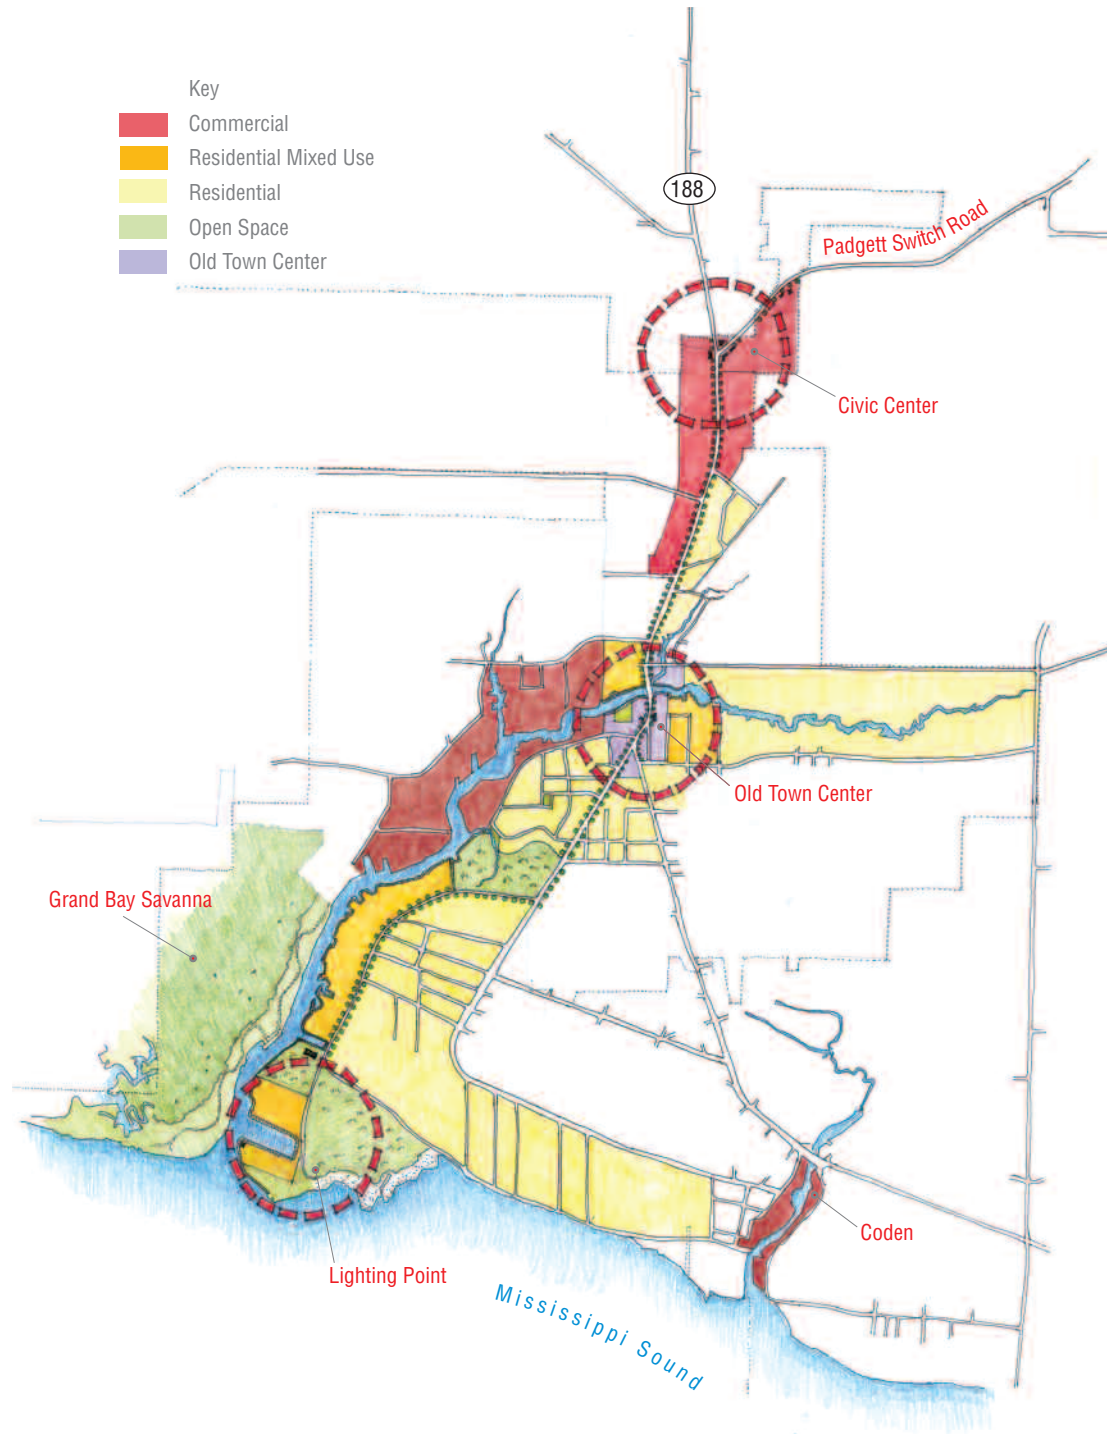 Key
Commercial
Residential Mixed Use
Residential
Open Space
Old Town Center
188
Padgett Switch Road
Civic Center
Old Town Center
Grand Bay Savanna
Coden
Lighting Point
Mississippi Sound